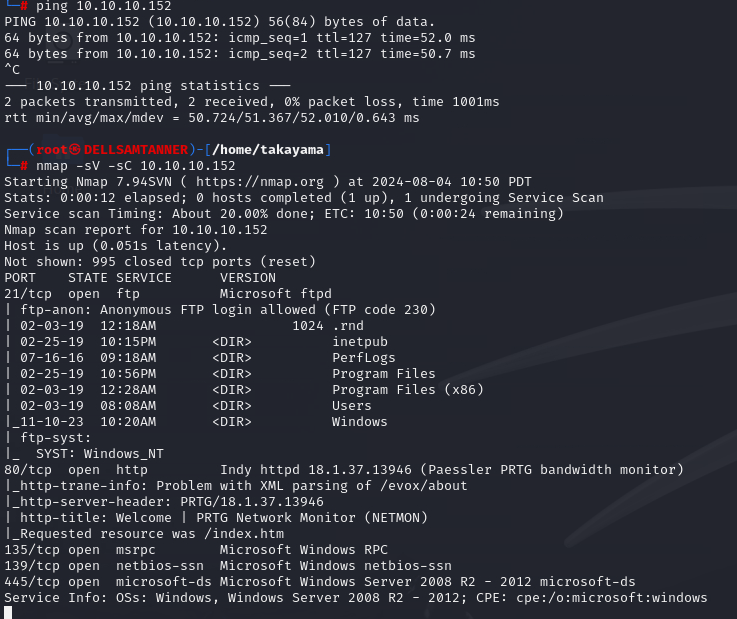 └─# ping 10.10.10.152
PING 10.10.10.152 (10.10.10.152) 56(84) bytes of data.
64 bytes from 10.10.10.152: icmp_seq=1 ttl=127 time=52.0 ms
64 bytes from 10.10.10.152: icmp_seq=2 ttl=127 time=50.7 ms
^C
--- 10.10.10.152 ping statistics ---
2 packets transmitted, 2 received, 0% packet loss, time 1001ms
rtt min/avg/max/mdev = 50.724/51.367/52.010/0.643 ms

┌──(root㉿DELLSAMTANNER)-[/home/takayama]
└─# nmap -sV -sC 10.10.10.152
Starting Nmap 7.94SVN ( https://nmap.org ) at 2024-08-04 10:50 PDT
Stats: 0:00:12 elapsed; 0 hosts completed (1 up), 1 undergoing Service Scan
Service scan Timing: About 20.00% done; ETC: 10:50 (0:00:24 remaining)
Nmap scan report for 10.10.10.152
Host is up (0.051s latency).
Not shown: 995 closed tcp ports (reset)
PORT    STATE SERVICE      VERSION
21/tcp  open  ftp          Microsoft ftpd
| ftp-anon: Anonymous FTP login allowed (FTP code 230)
| 02-03-19  12:18AM                 1024 .rnd
| 02-25-19  10:15PM       <DIR>          inetpub
| 07-16-16  09:18AM       <DIR>          PerfLogs
| 02-25-19  10:56PM       <DIR>          Program Files
| 02-03-19  12:28AM       <DIR>          Program Files (x86)
| 02-03-19  08:08AM       <DIR>          Users
|_11-10-23  10:20AM       <DIR>          Windows
| ftp-syst:
|_  SYST: Windows_NT
80/tcp  open  http         Indy httpd 18.1.37.13946 (Paessler PRTG bandwidth monitor)
|_http-trane-info: Problem with XML parsing of /evox/about
|_http-server-header: PRTG/18.1.37.13946
| http-title: Welcome | PRTG Network Monitor (NETMON)
|_Requested resource was /index.htm
135/tcp open  msrpc        Microsoft Windows RPC
139/tcp open  netbios-ssn  Microsoft Windows netbios-ssn
445/tcp open  microsoft-ds Microsoft Windows Server 2008 R2 - 2012 microsoft-ds
Service Info: OSs: Windows, Windows Server 2008 R2 - 2012; CPE: cpe:/o:microsoft:windows